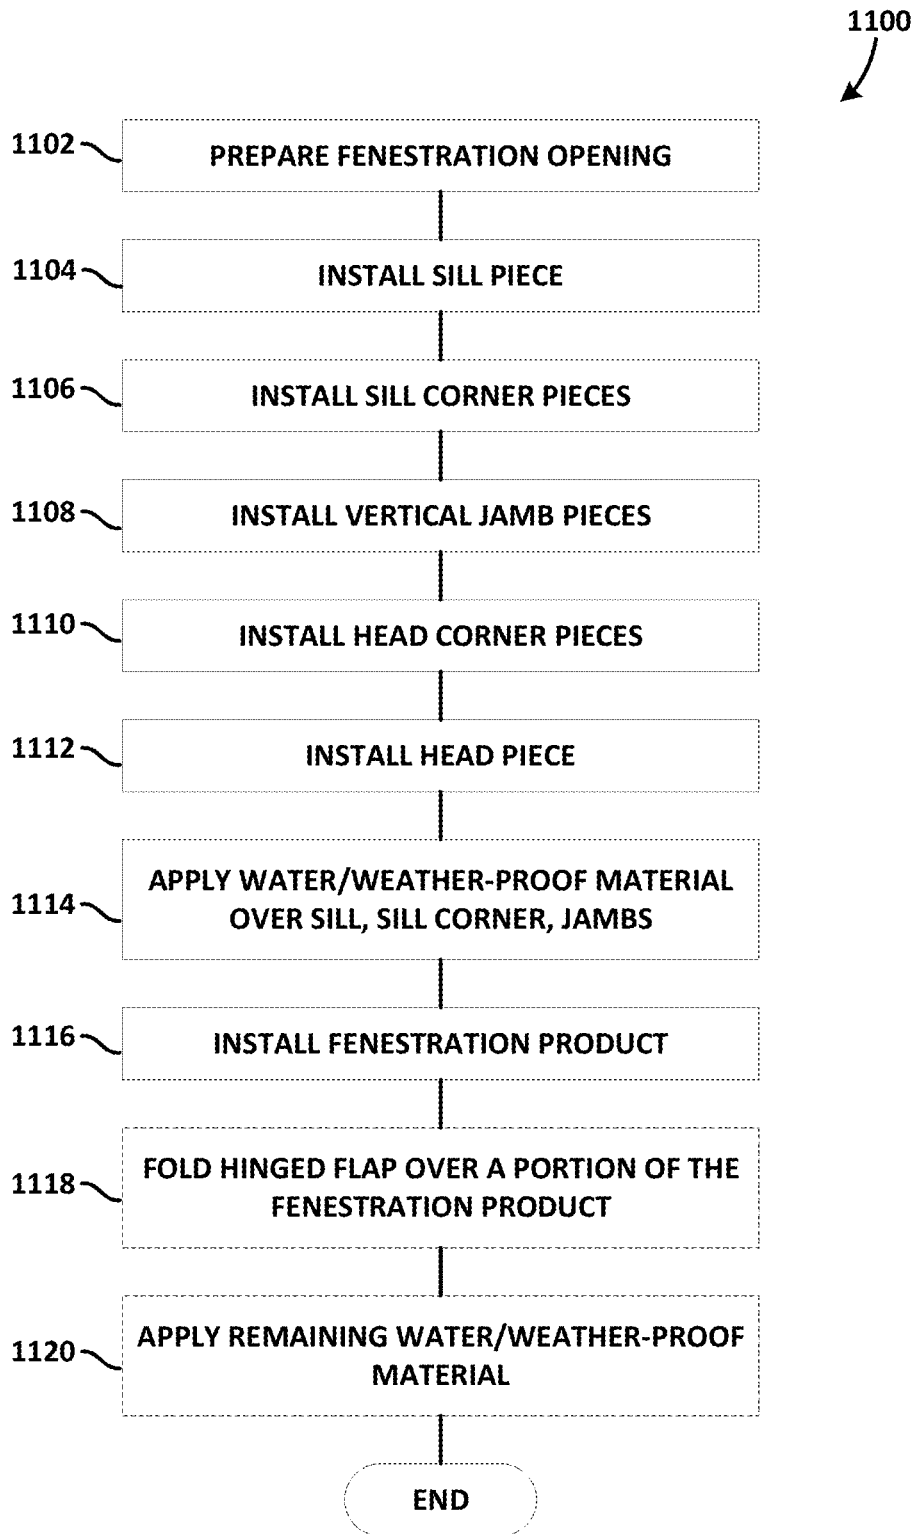 1100
1102
PREPARE FENESTRATION OPENING
1104
INSTALL SILL PIECE
1106
INSTALL SILL CORNER PIECES
1108
INSTALL VERTICAL JAMB PIECES
1110
INSTALL HEAD CORNER PIECES
1112
INSTALL HEAD PIECE
1114
APPLY WATER/WEATHER-PROOF MATERIAL
OVER SILL, SILL CORNER, JAMBS
1116
INSTALL FENESTRATION PRODUCT
1118
FOLD HINGED FLAP OVER A PORTION OF THE
FENESTRATION PRODUCT
1120
APPLY REMAINING WATER/WEATHER-PROOF
MATERIAL
END